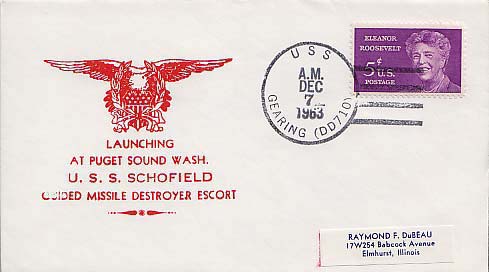 LAUNCHING
AT PUGET SOUND WASH.
U. S. S. SCHOFIELD
GUIDED MISSILE DESTROYER ESCORT
USS
GEARING (DD710)
A.M.
DEC
7
1963
ELEANOR
ROOSEVELT
5¢ U.S.
POSTAGE
RAYMOND F. DuBEAU
17W254 Babcock Avenue
Elmhurst, Illinois